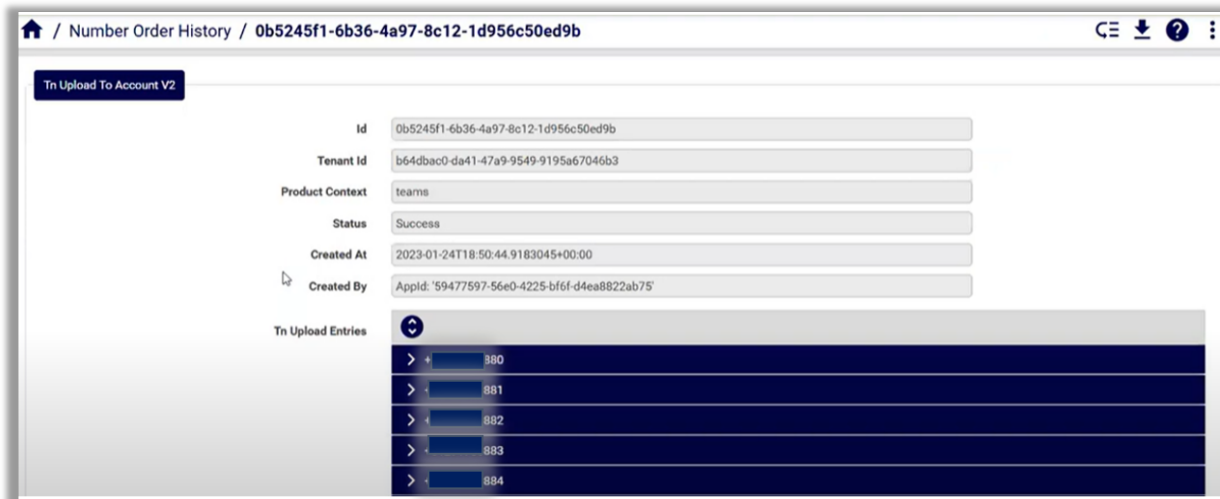 / Number Order History / 0b5245f1-6b36-4a97-8c12-1d956c50ed9b
Tn Upload To Account V2
Id 0b5245f1-6b36-4a97-8c12-1d956c50ed9b
Tenant Id b64dbac0-da41-47a9-9549-9195a67046b3
Product Context teams
Status Success
Created At 2023-01-24T18:50:44.9183045+00:00
Created By AppId: '59477597-56e0-4225-bf6f-d4ea8822ab75'
Tn Upload Entries
+ 880
881
882
883
884